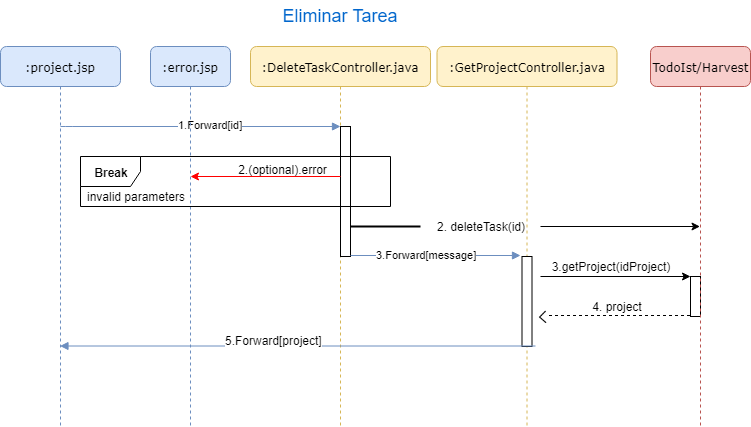 Eliminar Tarea
:project.jsp
:error.jsp
:DeleteTaskController.java
:GetProjectController.java
TodoIst/Harvest
1.Forward[id]
Break
2.(optional).error
invalid parameters
2. deleteTask(id)
3.Forward[message]
3.getProject(idProject)
4. project
5.Forward[project]